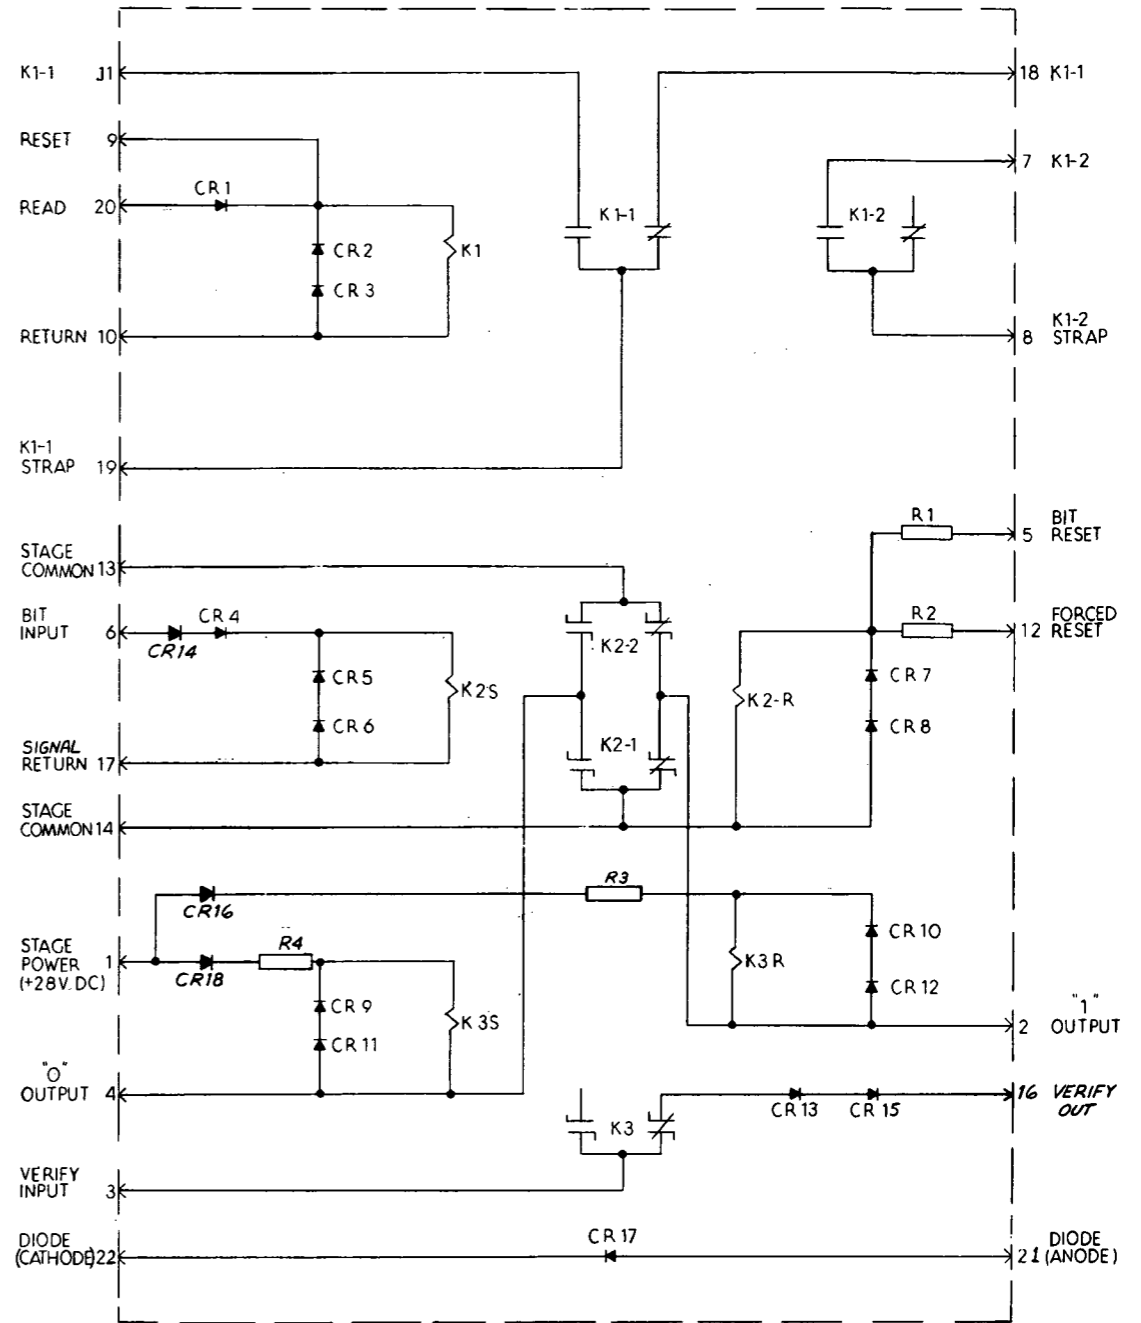 K1-1 11
18 K1-1
RESET 9
7 K1-2
CR1
READ 20
K1-1
K1-2
CR2
K1
CR3
RETURN 10
K1-2
8 STRAP
K1-1
STRAP 19
R1
BIT
5 RESET
STAGE
COMMON 13
BIT
INPUT 6
CR4
CR14
R2
FORCED
12 RESET
K2-2
CR5
K2S
K2-R
CR7
CR6
CR8
SIGNAL
RETURN 17
K2-1
STAGE
COMMON 14
CR16
R3
STAGE
POWER 1
(+28V.DC)
CR18
R4
K3R
CR10
CR9
K3S
CR12
CR11
"1"
2 OUTPUT
"0"
OUTPUT 4
CR13
CR15
16 VERIFY
OUT
K3
VERIFY
INPUT 3
DIODE
(CATHODE) 22
CR17
DIODE
21 (ANODE)